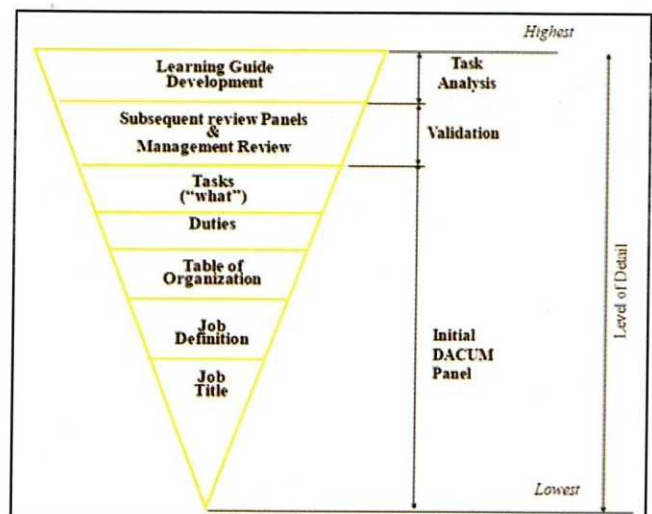 Highest
Learning Guide
Development
Task
Analysis
Subsequent review Panels
&
Management Review
Validation
Tasks
("what")
Duties
Table of
Organization
Job
Definition
Job
Title
Initial
DACUM
Panel
Level of Detail
Lowest